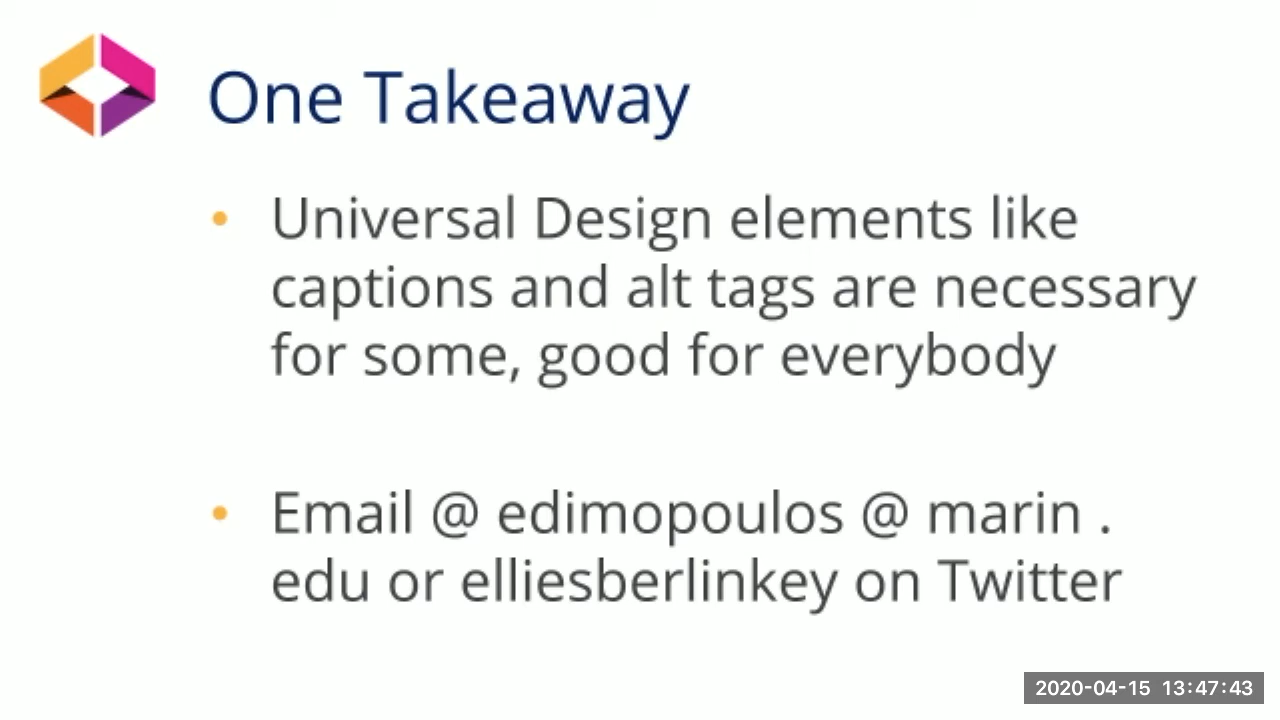 One Takeaway
• Universal Design elements like
captions and alt tags are necessary
for some, good for everybody
• Email @ edimopoulos @ marin .
edu or elliesberlinkey on Twitter
2020-04-15 13:47:43